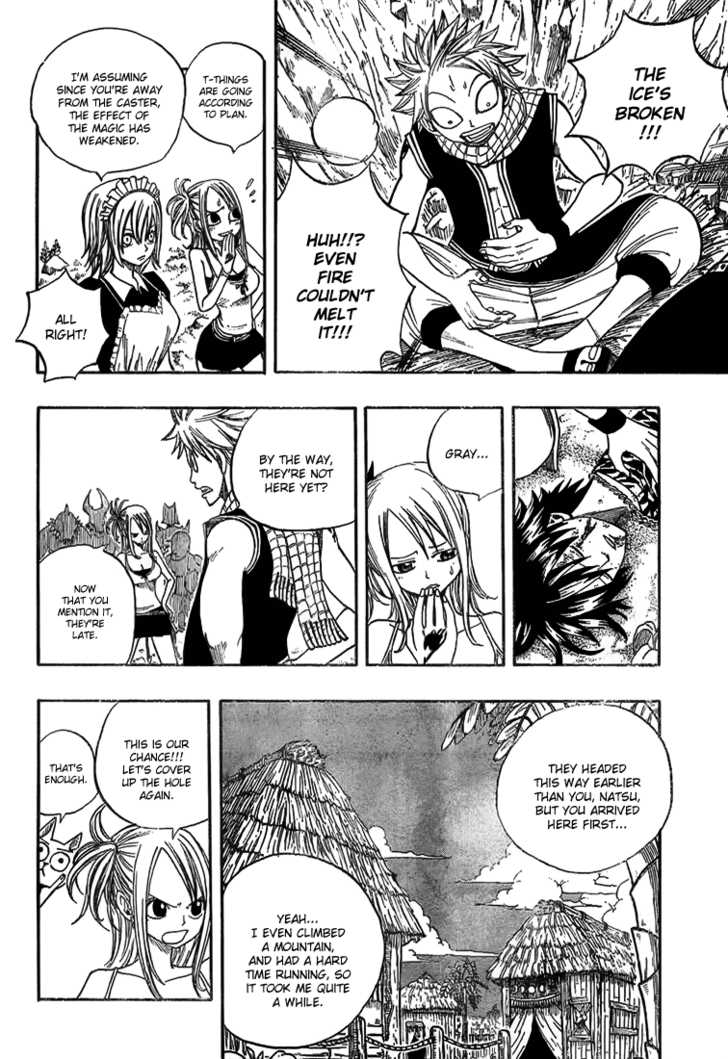 THE
ICE'S
BROKEN
!!!
HUH!!?
EVEN
FIRE
COULDN'T
MELT
IT!!!
T-THINGS
ARE GOING
ACCORDING
TO PLAN.
I'M ASSUMING
SINCE YOU'RE AWAY
FROM THE CASTER,
THE EFFECT OF
THE MAGIC HAS
WEAKENED.
ALL
RIGHT!
GRAY...
BY THE WAY,
THEY'RE NOT
HERE YET?
NOW
THAT YOU
MENTION IT,
THEY'RE
LATE.
THEY HEADED
THIS WAY EARLIER
THAN YOU, NATSU,
BUT YOU ARRIVED
HERE FIRST...
YEAH...
I EVEN CLIMBED
A MOUNTAIN,
AND HAD A HARD
TIME RUNNING, SO
IT TOOK ME QUITE
A WHILE.
THIS IS OUR
CHANCE!!!
LET'S COVER
UP THE HOLE
AGAIN.
THAT'S
ENOUGH.